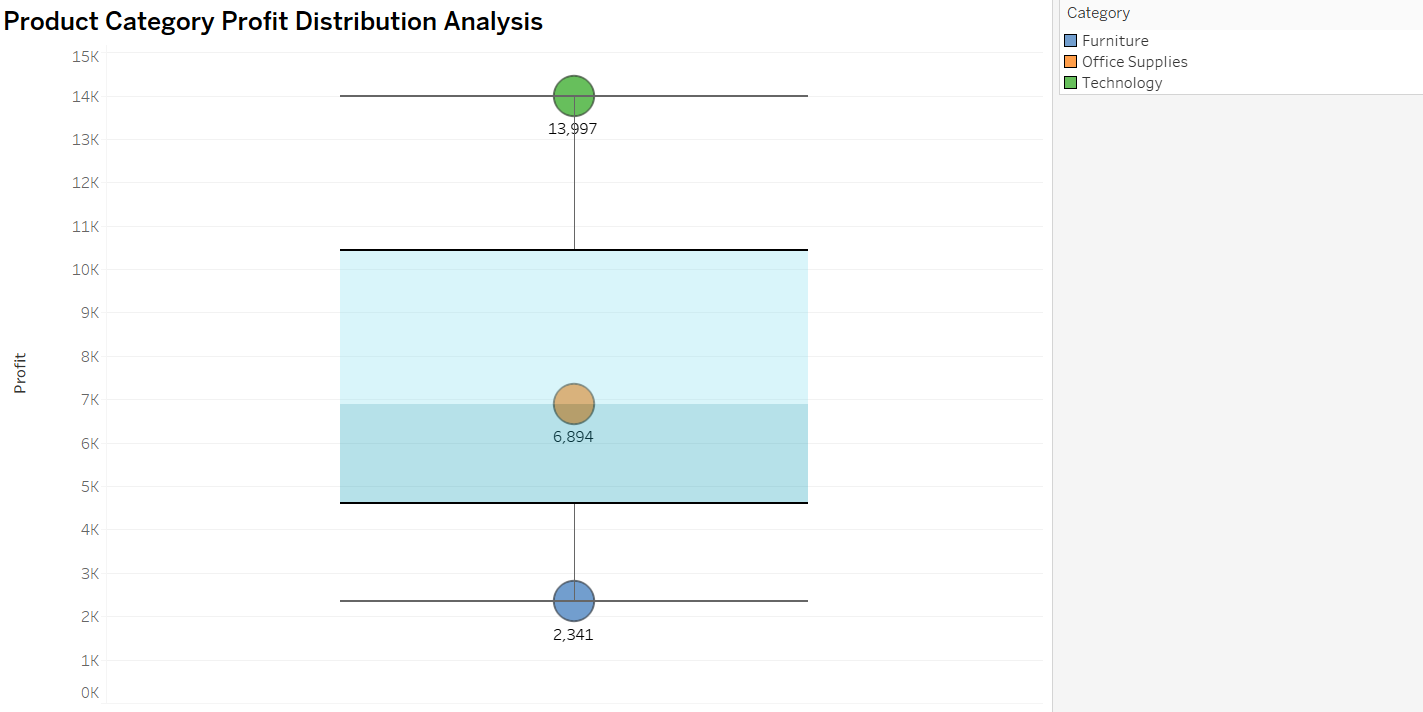 Product Category Profit Distribution Analysis
Category
Furniture
Office Supplies
Technology
15K
14K
13K
12K
11K
10K
9K
8K
7K
6K
5K
4K
3K
2K
1K
0K
Profit
13,997
6,894
2,341